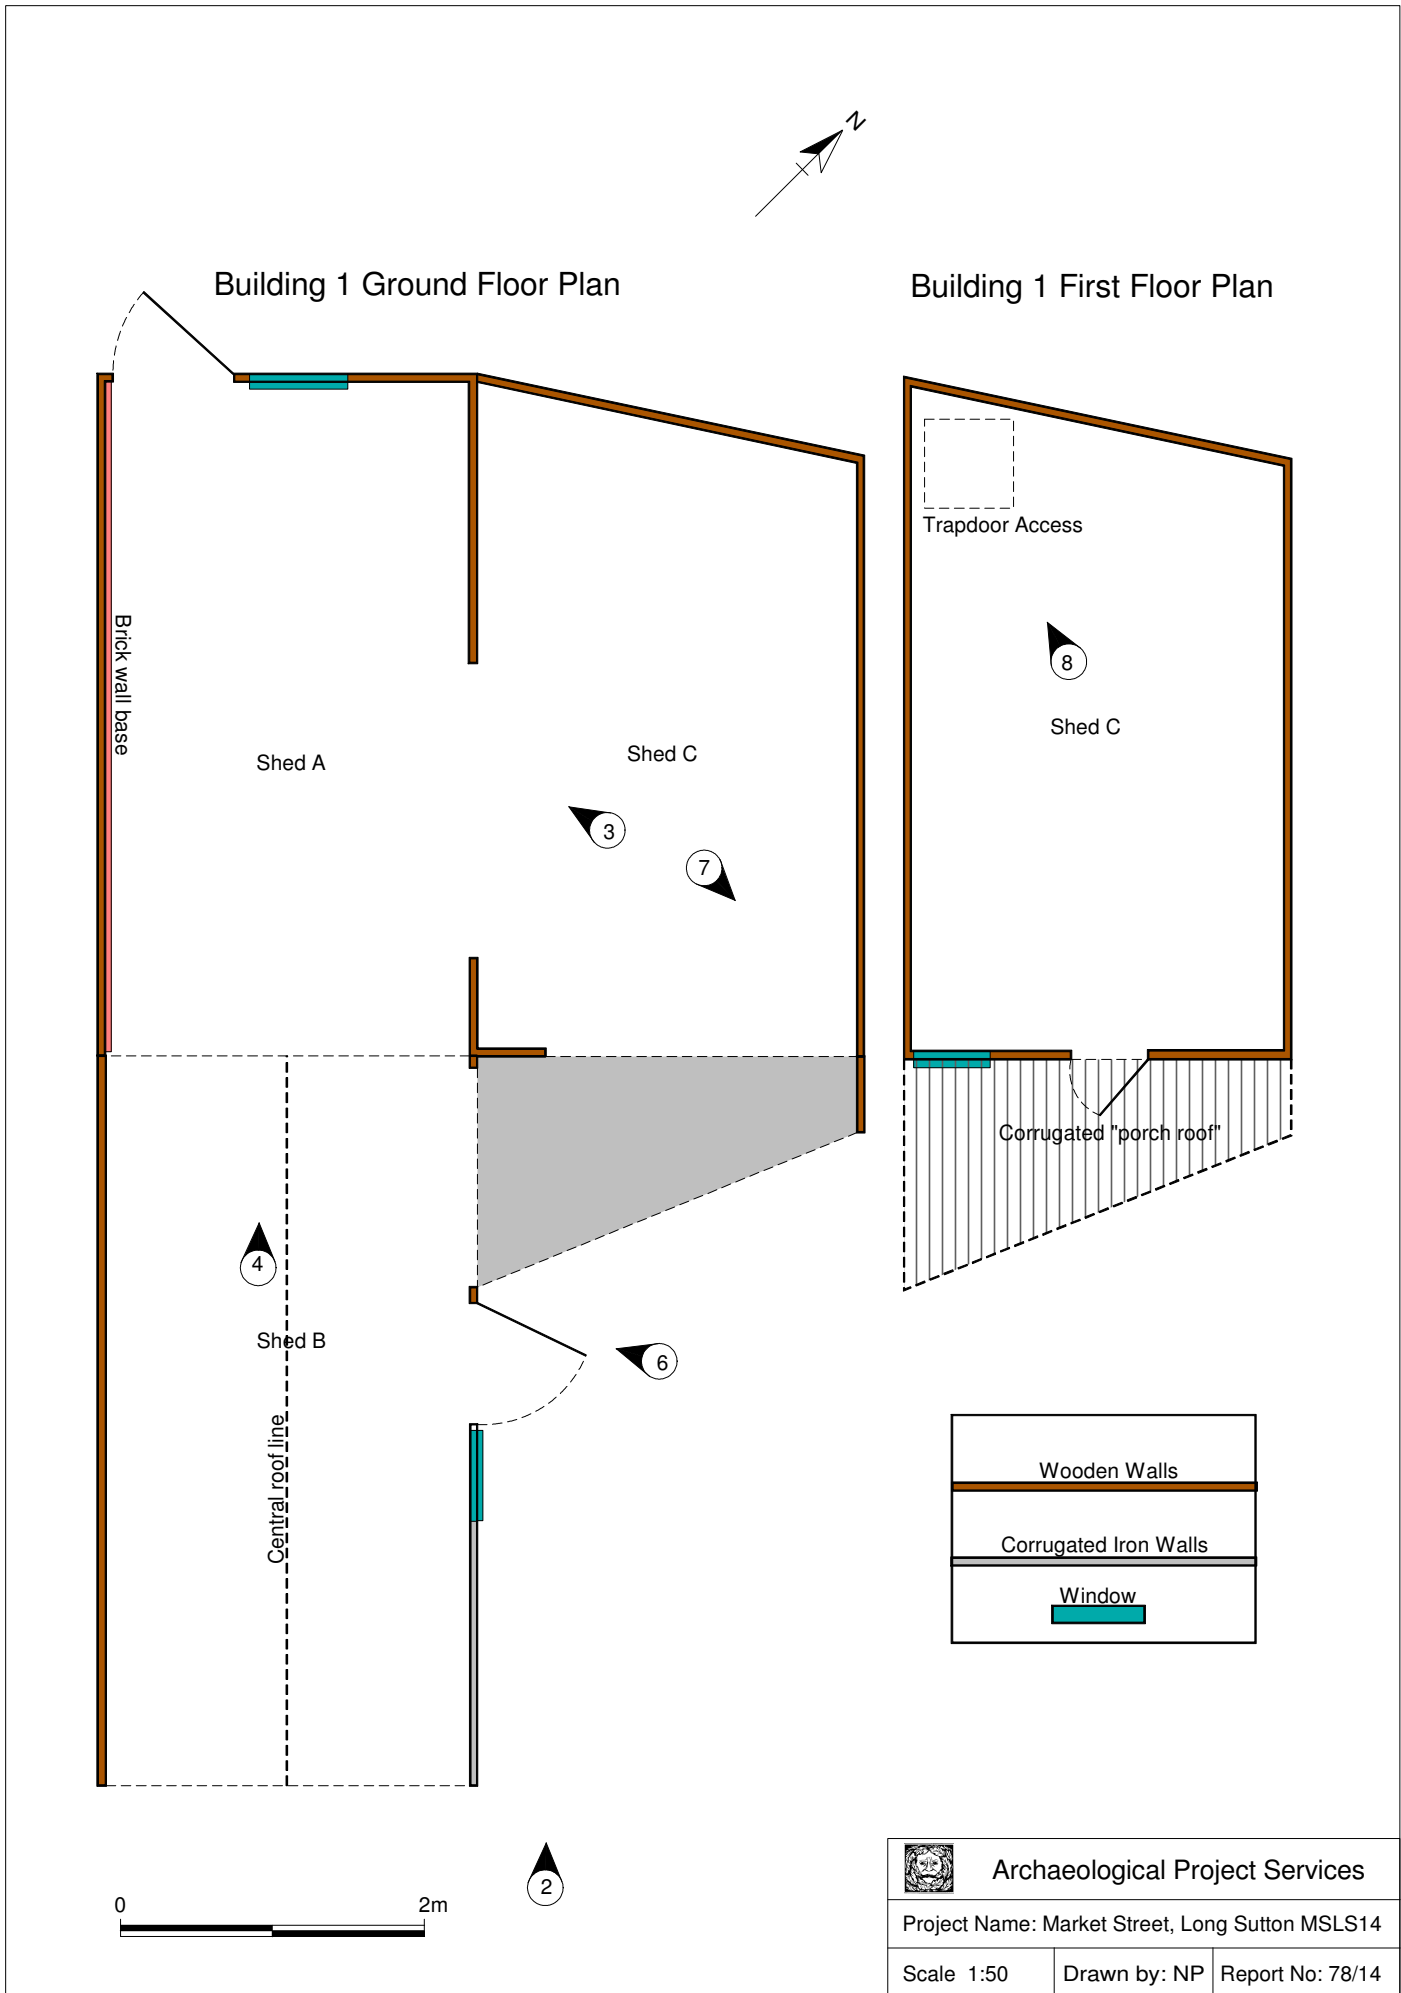 N
Building 1 Ground Floor Plan
Building 1 First Floor Plan
Trapdoor Access
Brick wall base
8
Shed C
Shed A
Shed C
3
7
Corrugated "porch roof"
4
Shed B
6
Central roof line
Wooden Walls
Corrugated Iron Walls
Window
0 2m
2
Archaeological Project Services
Project Name: Market Street, Long Sutton MSLS14
Scale 1:50
Drawn by: NP
Report No: 78/14